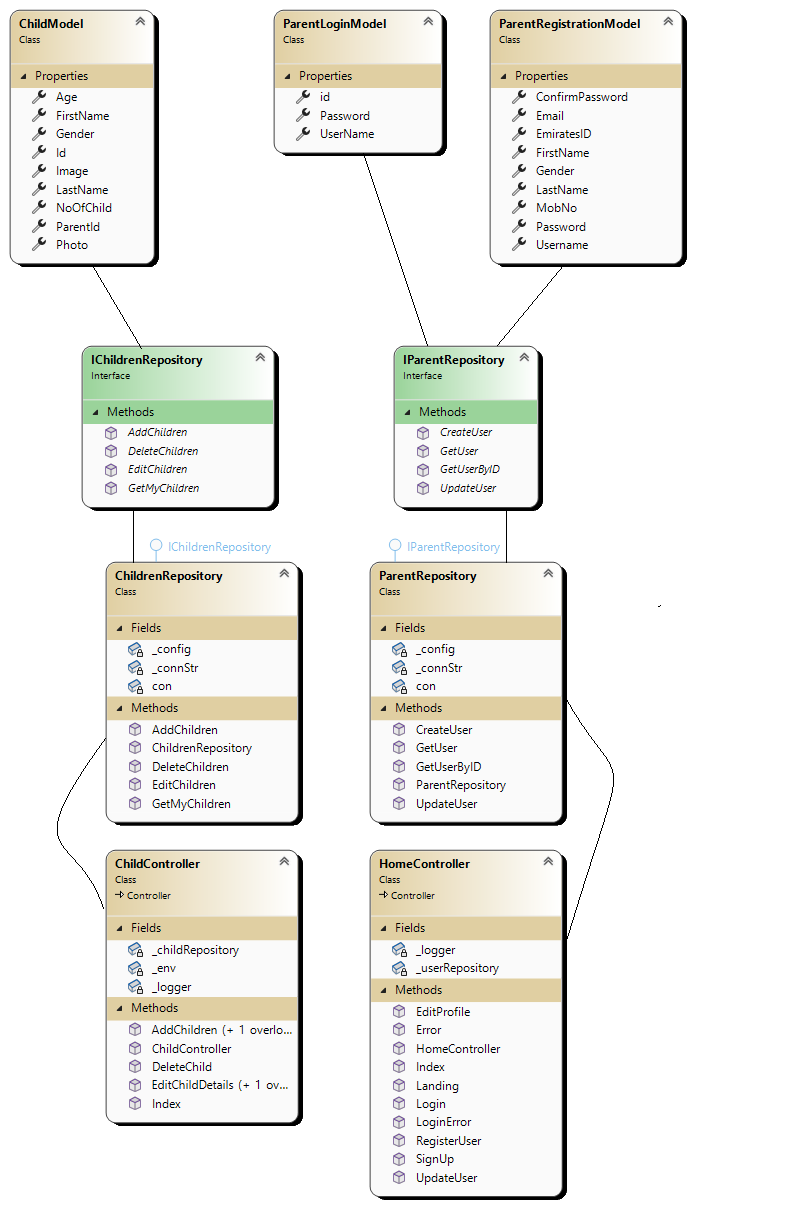 ChildModel
Class
Properties
Age
FirstName
Gender
Id
Image
LastName
NoOfChild
ParentId
Photo
ParentLoginModel
Class
Properties
id
Password
UserName
ParentRegistrationModel
Class
Properties
ConfirmPassword
Email
EmiratesID
FirstName
Gender
LastName
MobNo
Password
Username
IChildrenRepository
Interface
Methods
AddChildren
DeleteChildren
EditChildren
GetMyChildren
IParentRepository
Interface
Methods
CreateUser
GetUser
GetUserByID
UpdateUser
IChildrenRepository
ChildrenRepository
Class
Fields
_config
_connStr
con
Methods
AddChildren
ChildrenRepository
DeleteChildren
EditChildren
GetMyChildren
IParentRepository
ParentRepository
Class
Fields
_config
_connStr
con
Methods
CreateUser
GetUser
GetUserByID
ParentRepository
UpdateUser
ChildController
Class
Controller
Fields
_childRepository
_env
_logger
Methods
AddChildren (+ 1 overlo...
ChildController
DeleteChild
EditChildDetails (+ 1 ov...
Index
HomeController
Class
Controller
Fields
_logger
_userRepository
Methods
EditProfile
Error
HomeController
Index
Landing
Login
LoginError
RegisterUser
SignUp
UpdateUser